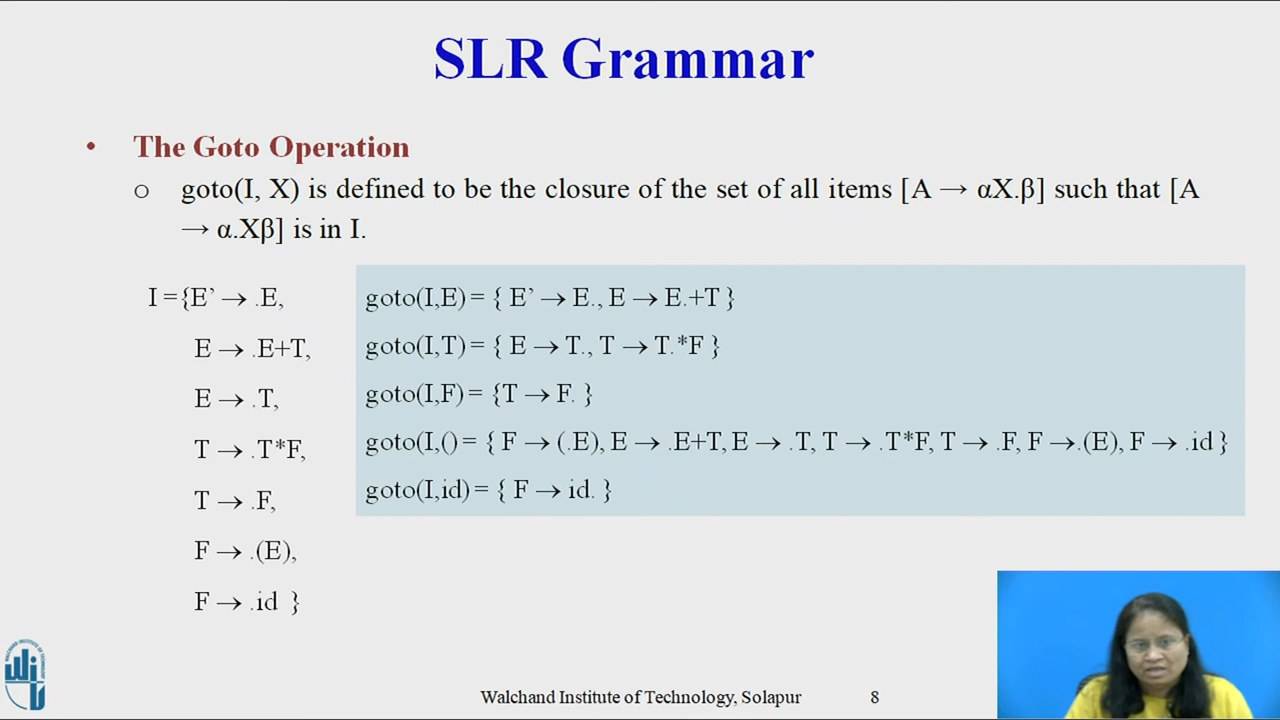 SLR Grammar
• The Goto Operation
o goto(I, X) is defined to be the closure of the set of all items [A → αX.β] such that [A
→ α.Xβ] is in I.
I ={E’ → .E,
E → .E+T,
E → .T,
T → .T*F,
T → .F,
F → .(E),
F → .id }
goto(I,E) = { E’ → E., E → E.+T }
goto(I,T) = { E → T., T → T.*F }
goto(I,F) = {T → F. }
goto(I,() = { F → (.E), E → .E+T, E → .T, T → .T*F, T → .F, F →.(E), F → .id }
goto(I,id) = { F → id. }
Walchand Institute of Technology, Solapur 8